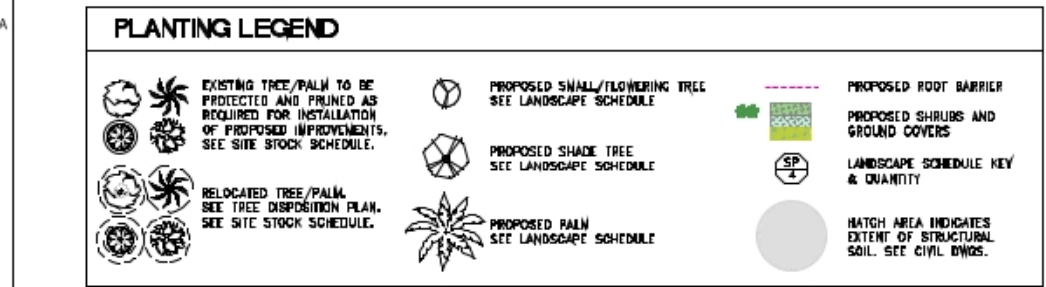 A
PLANTING LEGEND
EXISTING TREE/PALM TO BE
PROTECTED AND PRUNED AS
REQUIRED FOR INSTALLATION
OF PROPOSED IMPROVEMENTS.
SEE SITE STOCK SCHEDULE.
RELOCATED TREE/PALM.
SEE TREE DISPOSITION PLAN.
SEE SITE STOCK SCHEDULE.
PROPOSED SMALL/FLOWERING TREE
SEE LANDSCAPE SCHEDULE
PROPOSED SHADE TREE
SEE LANDSCAPE SCHEDULE
PROPOSED PALM
SEE LANDSCAPE SCHEDULE
PROPOSED ROOT BARRIER
PROPOSED SHRUBS AND
GROUND COVERS
SP
4
LANDSCAPE SCHEDULE KEY
& QUANTITY
HATCH AREA INDICATES
EXTENT OF STRUCTURAL
SOIL. SEE CIVIL DWGS.